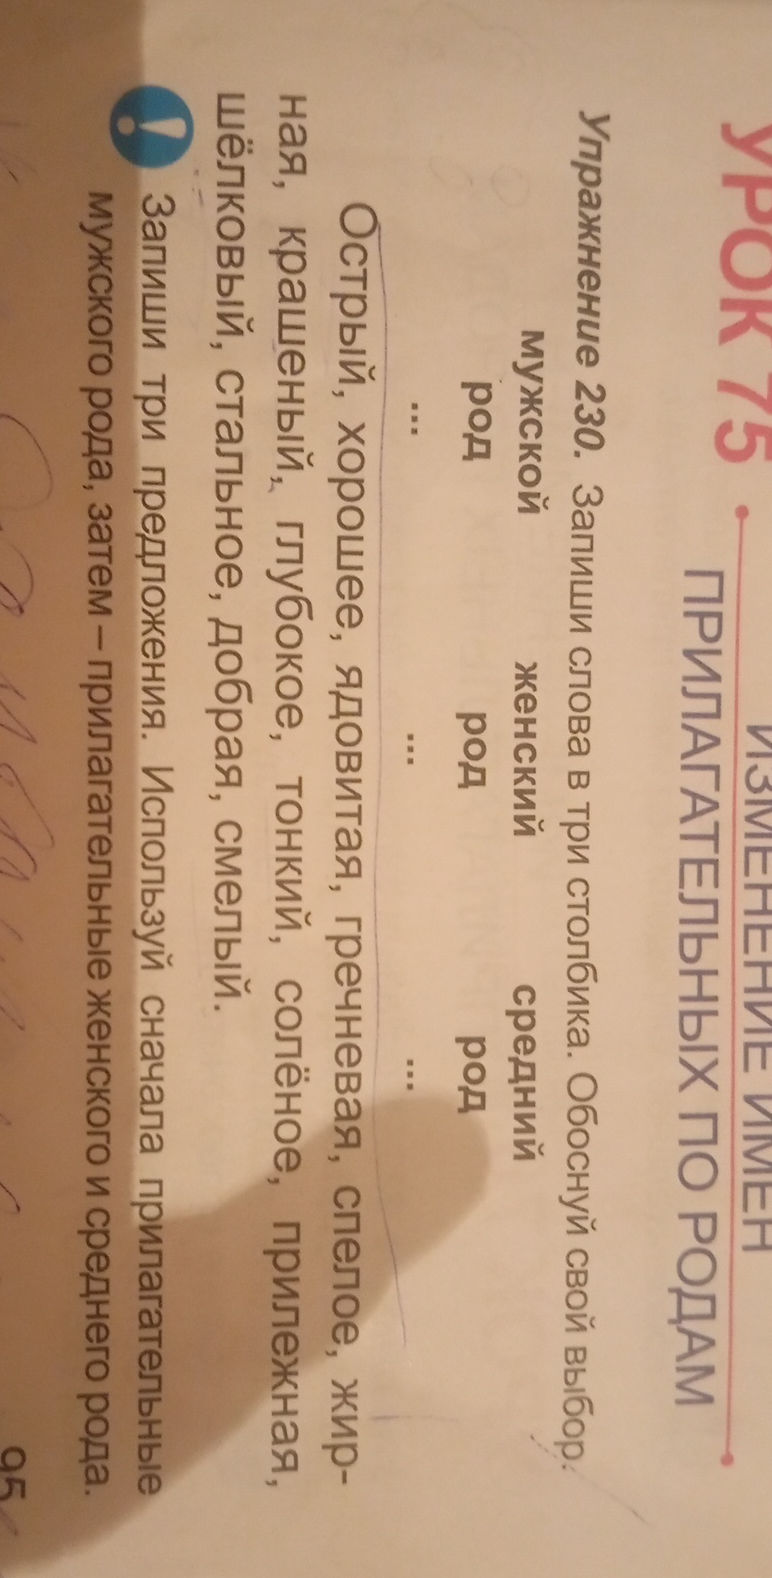 УРОК 75
ИЗМЕНЕНИЕ ИМЁН
ПРИЛАГАТЕЛЬНЫХ ПО РОДАМ
Упражнение 230. Запиши слова в три столбика. Обоснуй свой выбор.
мужской женский средний
род род род
... ... ...
Острый, хорошее, ядовитая, гречневая, спелое, жир-
ная, крашеный, глубокое, тонкий, солёное, прилежная,
шёлковый, стальное, добрая, смелый.
! Запиши три предложения. Используй сначала прилагательные
мужского рода, затем – прилагательные женского и среднего рода.
95